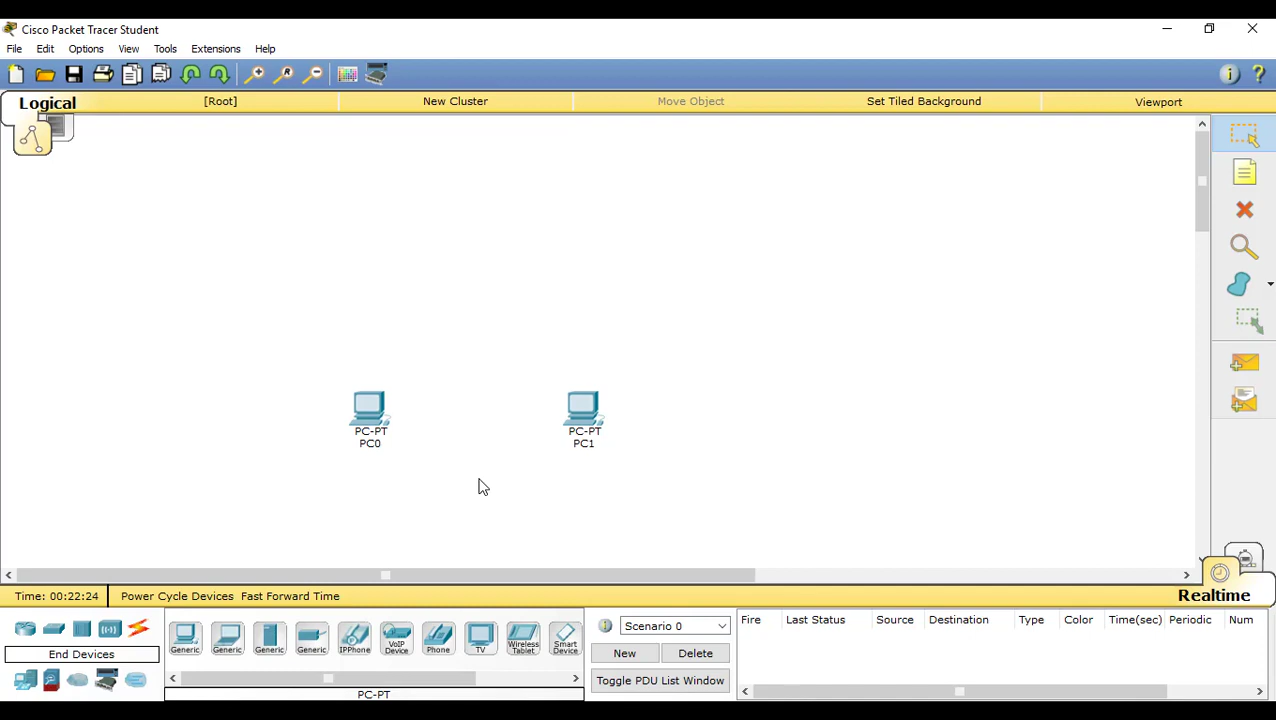 Cisco Packet Tracer Student
File Edit Options View Tools Extensions Help
Logical [Root] New Cluster Move Object Set Tiled Background Viewport
PC-PT
PC0
PC-PT
PC1
Time: 00:22:24 Power Cycle Devices Fast Forward Time
Realtime
End Devices
Generic Generic Generic Generic IPPhone VoIP Device Phone TV Wireless Tablet Smart Device
PC-PT
Scenario 0
New Delete
Toggle PDU List Window
Fire Last Status Source Destination Type Color Time(sec) Periodic Num